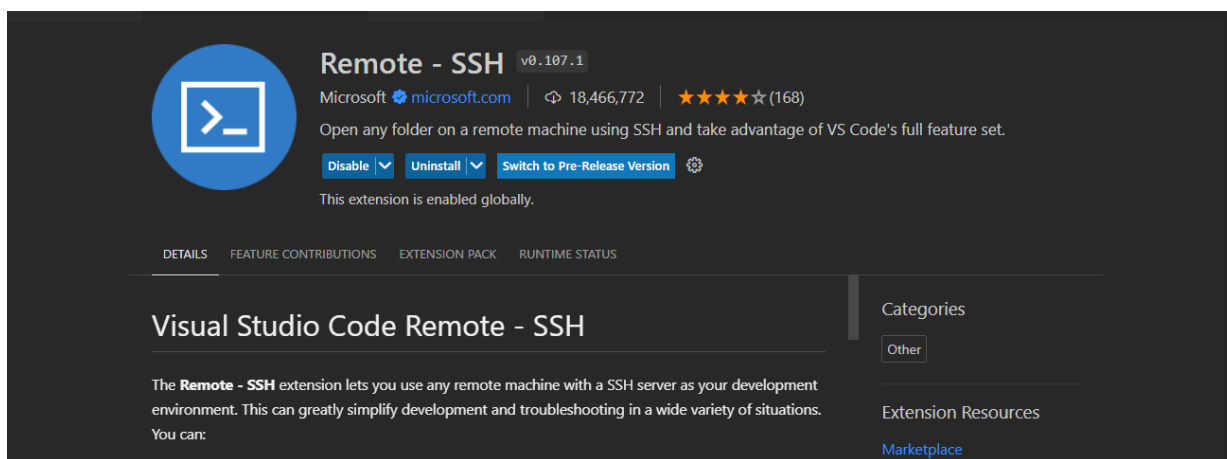 Remote - SSH v0.107.1
Microsoft microsoft.com 18,466,772 (168)
Open any folder on a remote machine using SSH and take advantage of VS Code's full feature set.
Disable Uninstall Switch to Pre-Release Version
This extension is enabled globally.
DETAILS FEATURE CONTRIBUTIONS EXTENSION PACK RUNTIME STATUS
Visual Studio Code Remote - SSH
The Remote - SSH extension lets you use any remote machine with a SSH server as your development
environment. This can greatly simplify development and troubleshooting in a wide variety of situations.
You can:
Categories
Other
Extension Resources
Marketplace